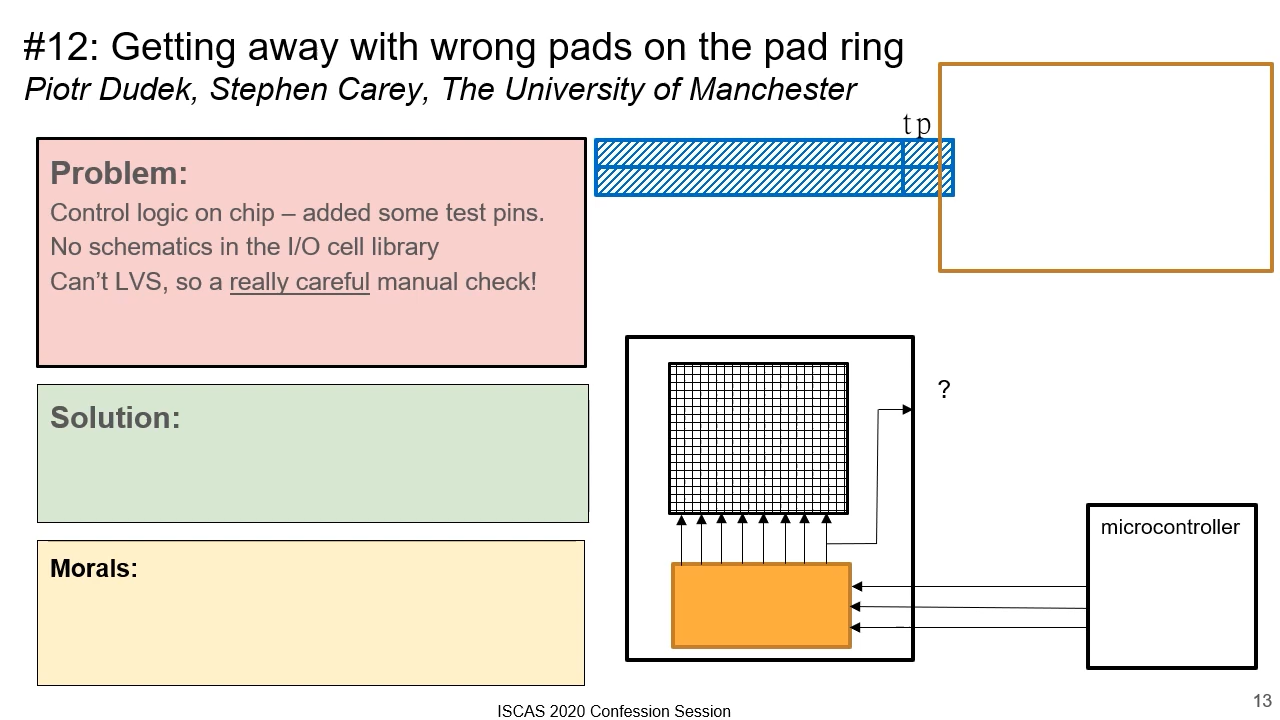 #12: Getting away with wrong pads on the pad ring
Piotr Dudek, Stephen Carey, The University of Manchester
tp
Problem:
Control logic on chip – added some test pins.
No schematics in the I/O cell library
Can’t LVS, so a really careful manual check!
?
Solution:
microcontroller
Morals:
13
ISCAS 2020 Confession Session